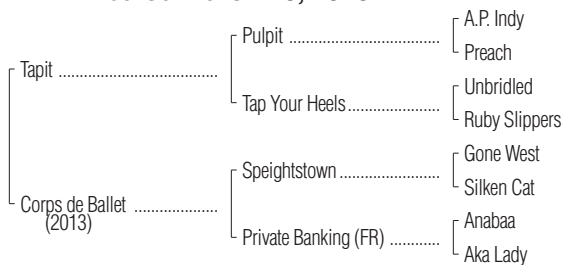 A.P. Indy
Pulpit ........................................
Preach
Tapit ..........................................
Unbridled
Tap Your Heels ........................
Ruby Slippers
Gone West
Speightstown ..........................
Silken Cat
Corps de Ballet ......................
(2013)
Anabaa
Private Banking (FR) .............
Aka Lady